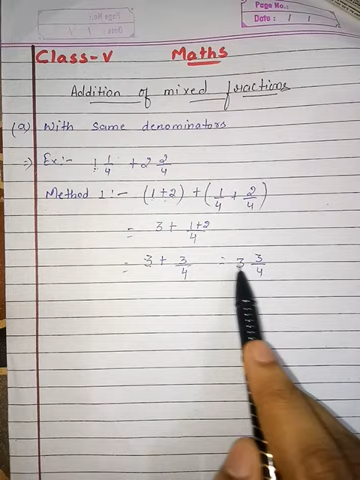 Page No.:
Date: / /
Class-V Maths
Addition of mixed fractions
(a) With same denominators
=> Ex:- 1 1/4 + 2 2/4
Method 1:- (1+2) + (1/4 + 2/4)
= 3 + 1+2/4
= 3 + 3/4 = 3 3/4